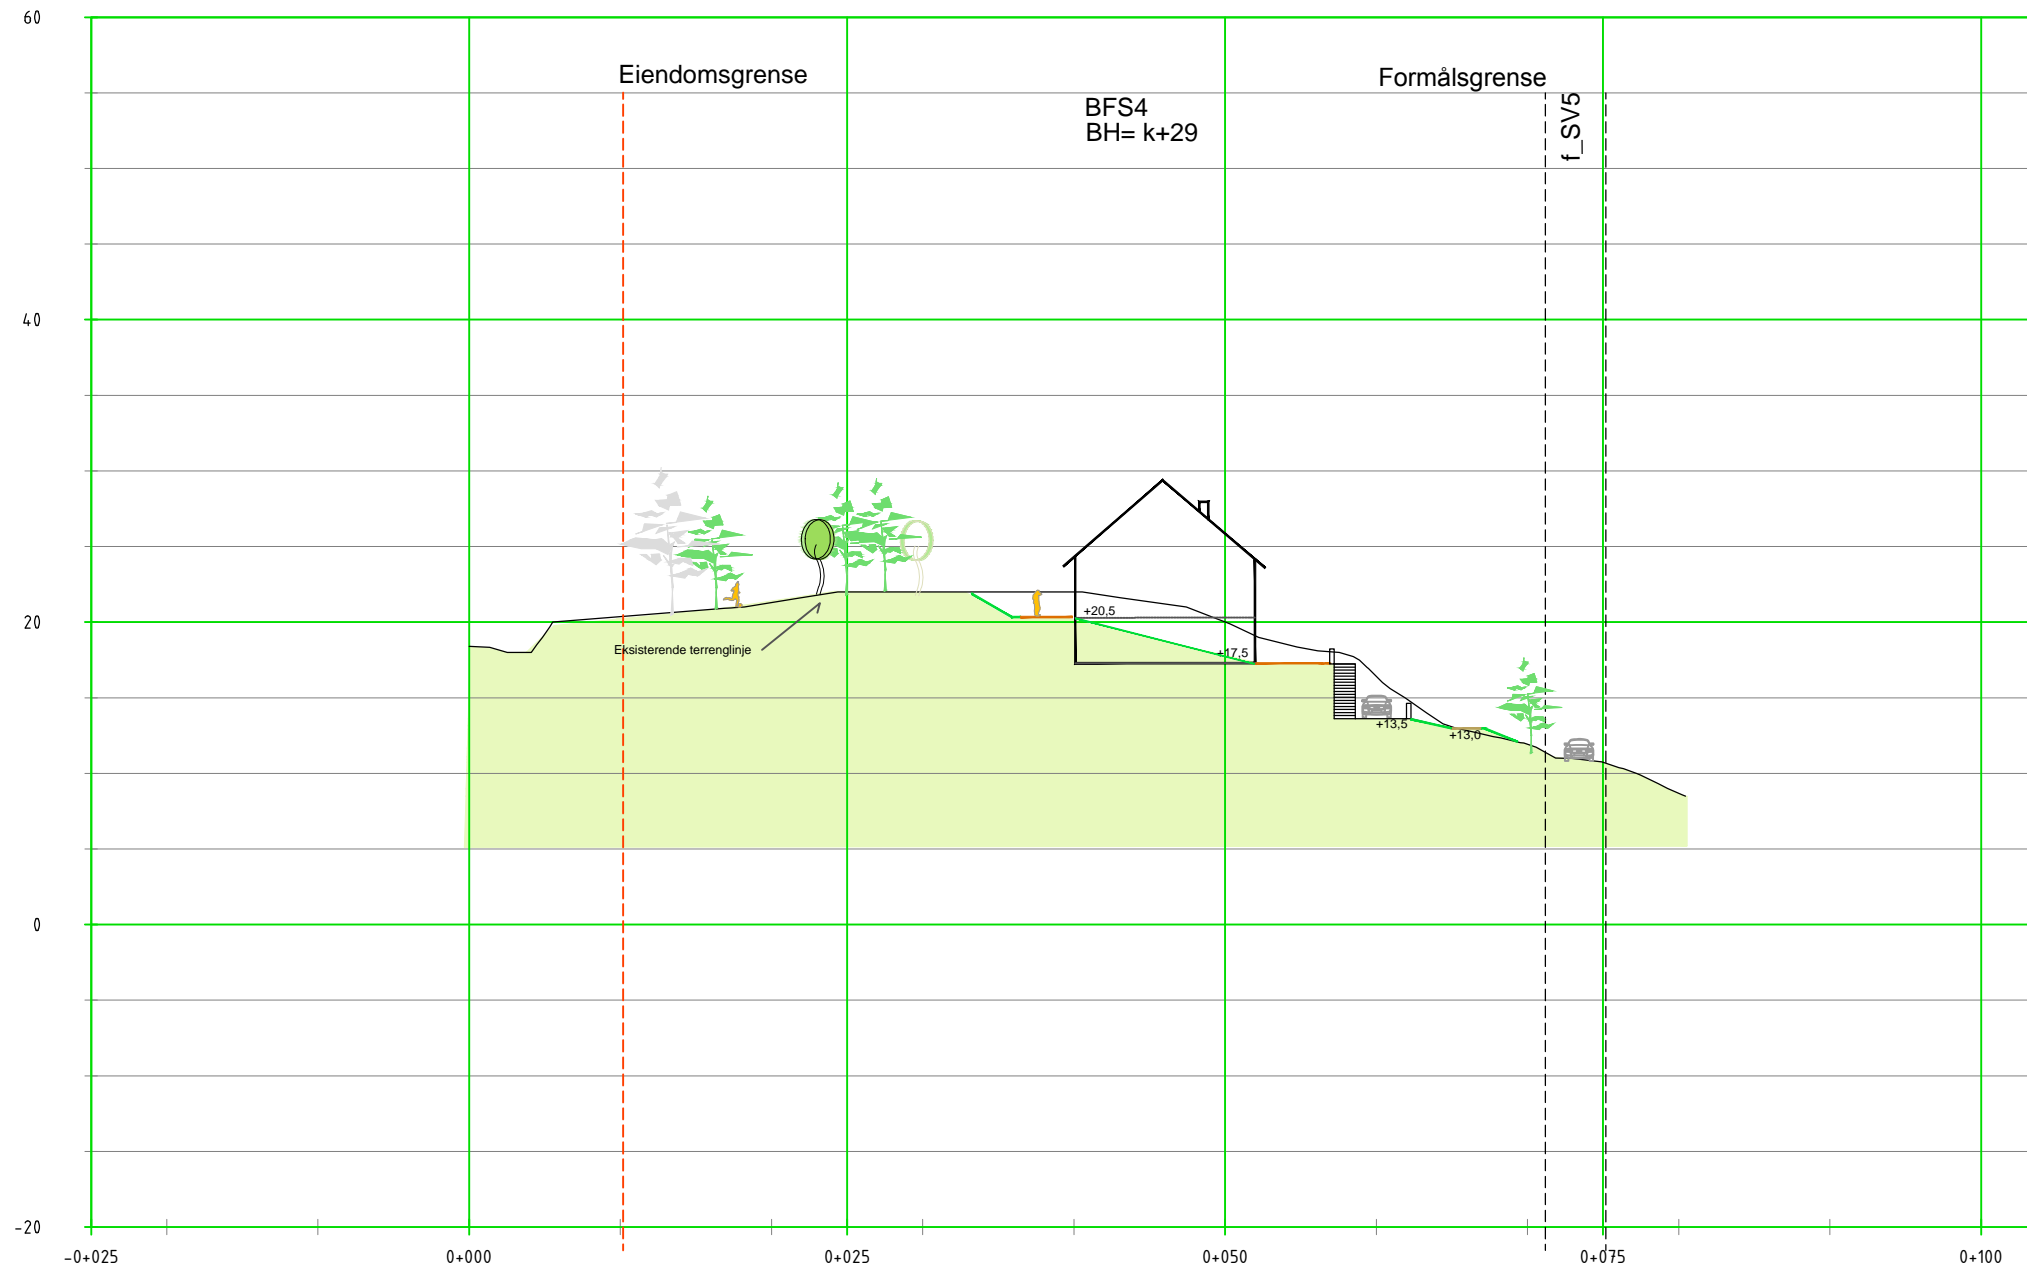 60
Eiendomsgrense
Formålsgrense
f_SV5
BFS4
BH= k+29
40
20
+20,5
Eksisterende terrenglinje
+17,5
+13,5
+13,0
0
-20
-0+025
0+000
0+025
0+050
0+075
0+100